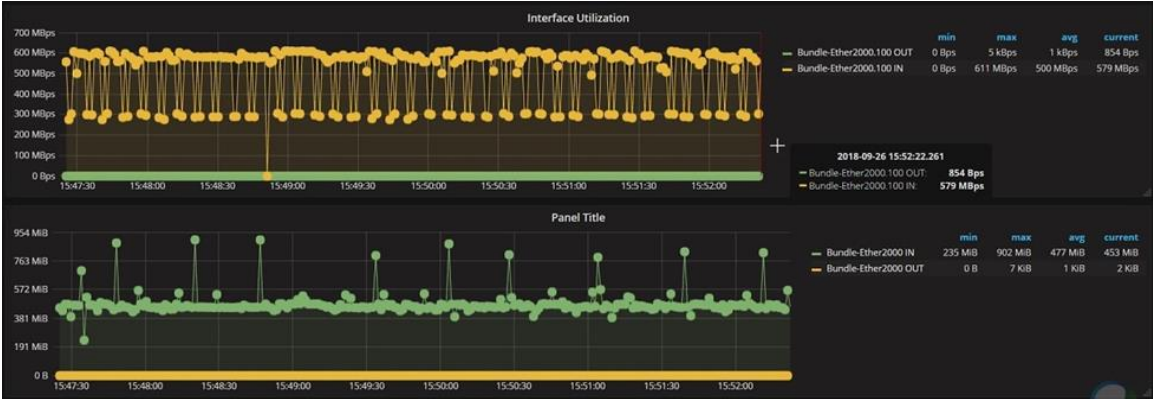 Interface Utilization
700 MBps
600 MBps
500 MBps
400 MBps
300 MBps
200 MBps
100 MBps
0 Bps
15:47:30 15:48:00 15:48:30 15:49:00 15:49:30 15:50:00 15:50:30 15:51:00 15:51:30 15:52:00
min max avg current
Bundle-Ether2000.100 OUT 0 Bps 5 kBps 1 kBps 854 Bps
Bundle-Ether2000.100 IN 0 Bps 611 MBps 500 MBps 579 MBps
2018-09-26 15:52:22.261
Bundle-Ether2000.100 OUT: 854 Bps
Bundle-Ether2000.100 IN: 579 MBps
Panel Title
954 MiB
763 MiB
572 MiB
381 MiB
191 MiB
0 B
15:47:30 15:48:00 15:48:30 15:49:00 15:49:30 15:50:00 15:50:30 15:51:00 15:51:30 15:52:00
min max avg current
Bundle-Ether2000 IN 235 MiB 902 MiB 477 MiB 453 MiB
Bundle-Ether2000 OUT 0 B 7 KiB 1 KiB 2 KiB